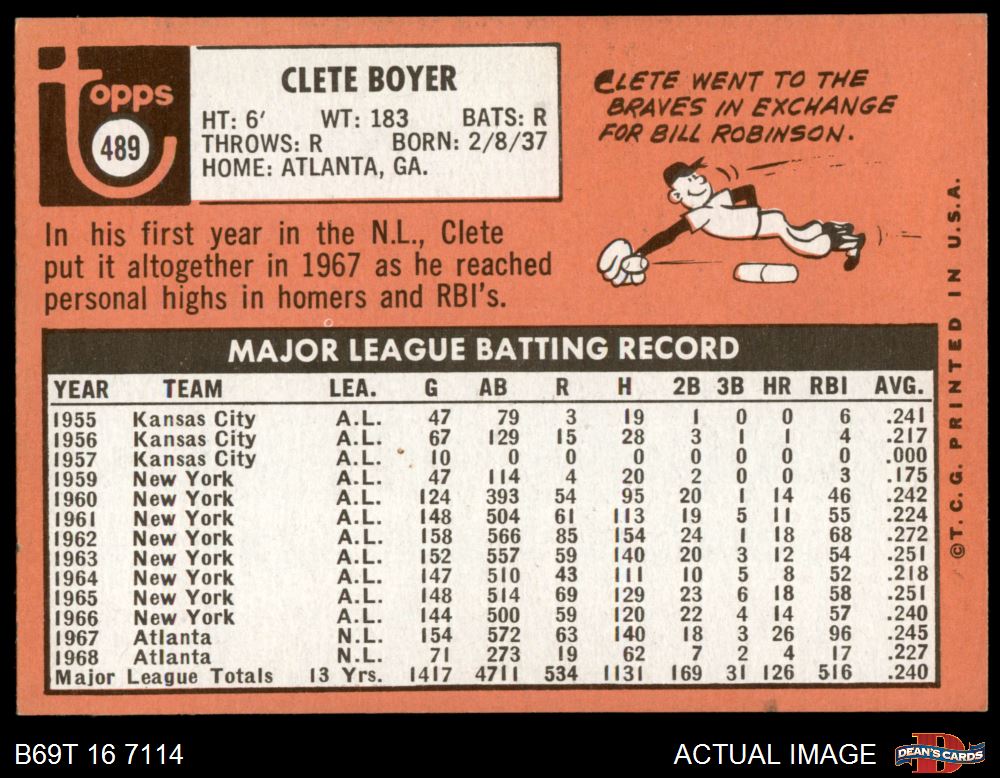 topps
489
CLETE BOYER
HT: 6' WT: 183 BATS: R
THROWS: R BORN: 2/8/37
HOME: ATLANTA, GA.
CLETE WENT TO THE
BRAVES IN EXCHANGE
FOR BILL ROBINSON.
In his first year in the N.L., Clete
put it altogether in 1967 as he reached
personal highs in homers and RBI's.
MAJOR LEAGUE BATTING RECORD
YEAR TEAM LEA. G AB R H 2B 3B HR RBI AVG.
1955 Kansas City A.L. 47 79 3 19 1 0 0 6 .241
1956 Kansas City A.L. 67 129 15 28 3 1 1 4 .217
1957 Kansas City A.L. 10 0 0 0 0 0 0 0 .000
1959 New York A.L. 47 114 4 20 2 0 0 3 .175
1960 New York A.L. 124 393 54 95 20 1 14 46 .242
1961 New York A.L. 148 504 61 113 19 5 11 55 .224
1962 New York A.L. 158 566 85 154 24 1 18 68 .272
1963 New York A.L. 152 557 59 140 20 3 12 54 .251
1964 New York A.L. 147 510 43 111 10 5 8 52 .218
1965 New York A.L. 148 514 69 129 23 6 18 58 .251
1966 New York A.L. 144 500 59 120 22 4 14 57 .240
1967 Atlanta N.L. 154 572 63 140 18 3 26 96 .245
1968 Atlanta N.L. 71 273 19 62 7 2 4 17 .227
Major League Totals 13 Yrs. 1417 4711 534 1131 169 31 126 516 .240
© T. C. G. PRINTED IN U.S.A.
B69T 16 7114
ACTUAL IMAGE
DEAN'S CARDS